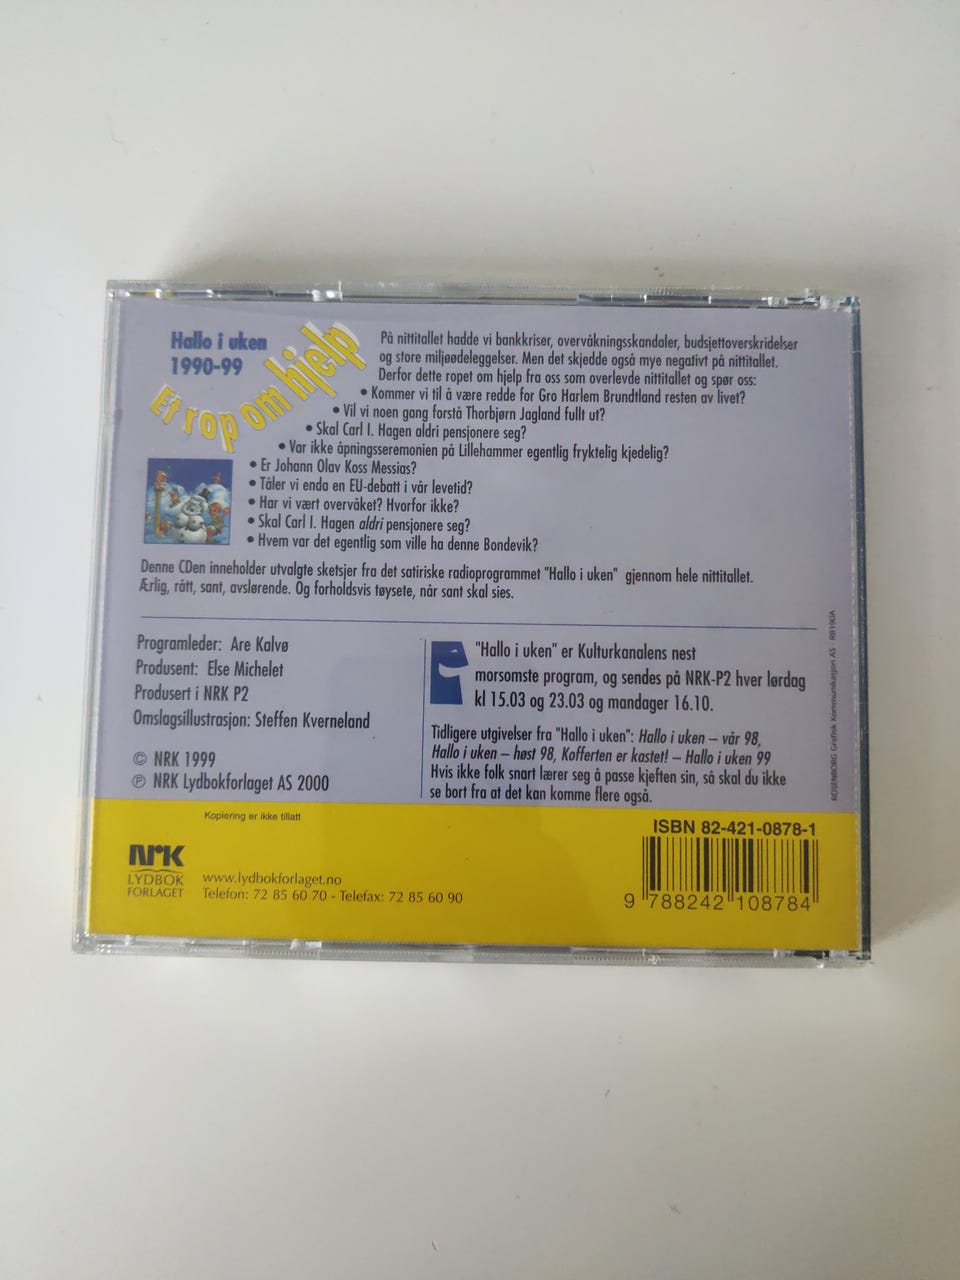 Hallo i uken
1990-99
Et rop om hjelp
På nittitallet hadde vi bankkriser, overvåkningsskandaler, budsjettoverskridelser
og store miljøødeleggelser. Men det skjedde også mye negativt på nittitallet.
Derfor dette ropet om hjelp fra oss som overlevde nittitallet og spør oss:
• Kommer vi til å være redde for Gro Harlem Brundtland resten av livet?
• Vil vi noen gang forstå Thorbjørn Jagland fullt ut?
• Skal Carl I. Hagen aldri pensjonere seg?
• Var ikke åpningsseremonien på Lillehammer egentlig fryktelig kjedelig?
• Er Johann Olav Koss Messias?
• Tåler vi enda en EU-debatt i vår levetid?
• Har vi vært overvåket? Hvorfor ikke?
• Skal Carl I. Hagen aldri pensjonere seg?
• Hvem var det egentlig som ville ha denne Bondevik?
Denne CDen inneholder utvalgte sketsjer fra det satiriske radioprogrammet "Hallo i uken" gjennom hele nittitallet.
Ærlig, rått, sant, avslørende. Og forholdsvis tøysete, når sant skal sies.
Programleder: Are Kalvø
Produsent: Else Michelet
Produsert i NRK P2
Omslagsillustrasjon: Steffen Kverneland
© NRK 1999
℗ NRK Lydbokforlaget AS 2000
"Hallo i uken" er Kulturkanalens nest
morsomste program, og sendes på NRK-P2 hver lørdag
kl 15.03 og 23.03 og mandager 16.10.
Tidligere utgivelser fra "Hallo i uken": Hallo i uken – vår 98,
Hallo i uken – høst 98, Kofferten er kastet! – Hallo i uken 99
Hvis ikke folk snart lærer seg å passe kjeften sin, så skal du ikke
se bort fra at det kan komme flere også.
ROSENBORG Grafisk Kommunikasjon AS RB190A
Kopiering er ikke tillatt
NRK
LYDBOK
FORLAGET
www.lydbokforlaget.no
Telefon: 72 85 60 70 - Telefax: 72 85 60 90
ISBN 82-421-0878-1
9 788242 108784